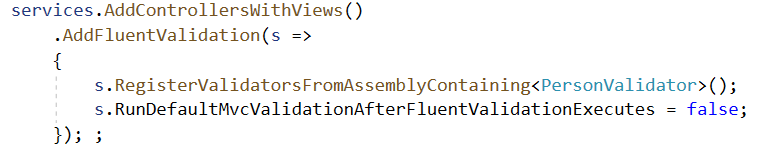 services.AddControllersWithViews()
.AddFluentValidation(s =>
{
s.RegisterValidatorsFromAssemblyContaining<PersonValidator>();
s.RunDefaultMvcValidationAfterFluentValidationExecutes = false;
}); ;